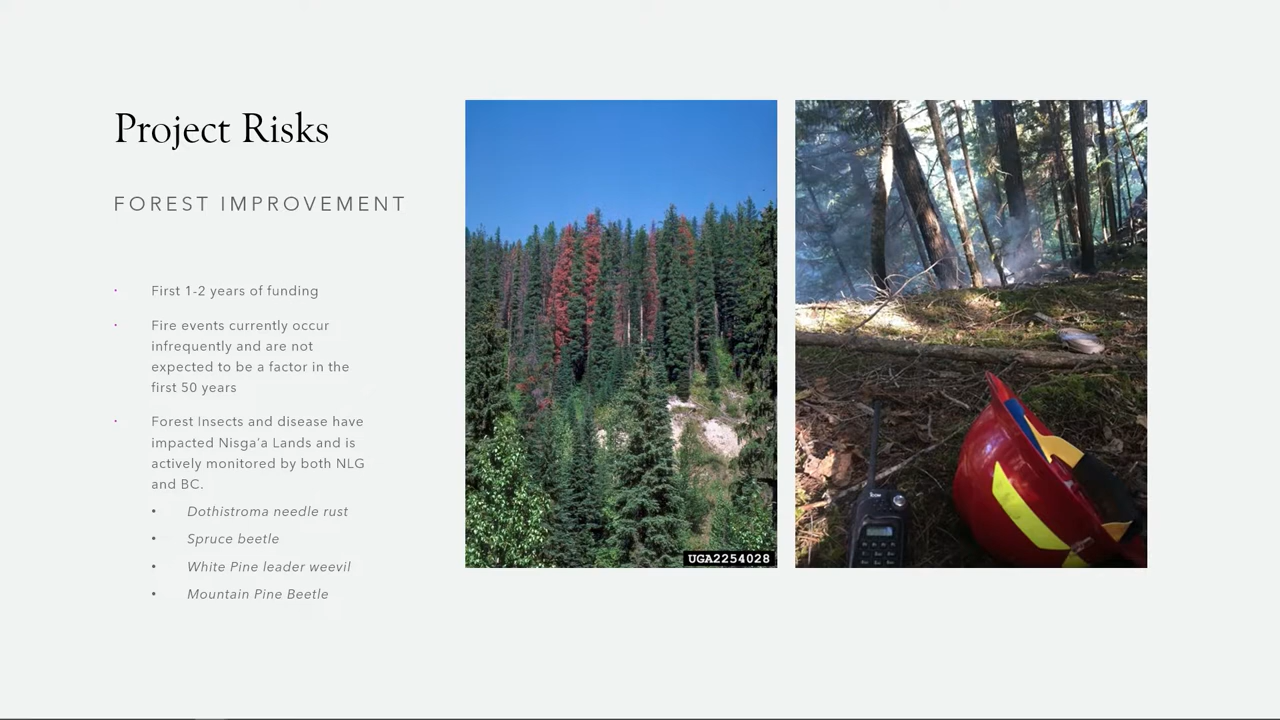 Project Risks
FOREST IMPROVEMENT
• First 1-2 years of funding
• Fire events currently occur
infrequently and are not
expected to be a factor in the
first 50 years
• Forest Insects and disease have
impacted Nisga'a Lands and is
actively monitored by both NLG
and BC.
• Dothistroma needle rust
• Spruce beetle
• White Pine leader weevil
• Mountain Pine Beetle
UGA2254028